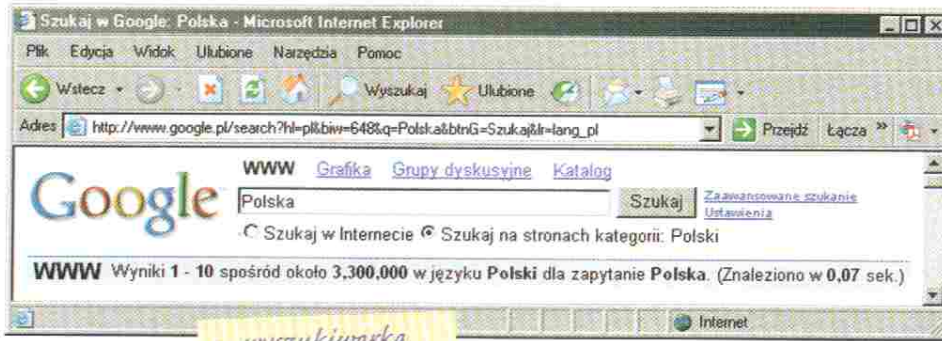 Szukaj w Google: Polska - Microsoft Internet Explorer
Plik Edycja Widok Ulubione Narzędzia Pomoc
Wstecz Wyszukaj Ulubione
Adres http://www.google.pl/search?hl=pl&biw=648&q=Polska&btnG=Szukaj&lr=lang_pl Przejdź Łącza »
WWW Grafika Grupy dyskusyjne Katalog
Google Polska Szukaj Zaawansowane szukanie
Ustawienia
Szukaj w Internecie Szukaj na stronach kategorii: Polski
WWW Wyniki 1 - 10 spośród około 3,300,000 w języku Polski dla zapytanie Polska. (Znaleziono w 0,07 sek.)
Internet
wyszukiwarka